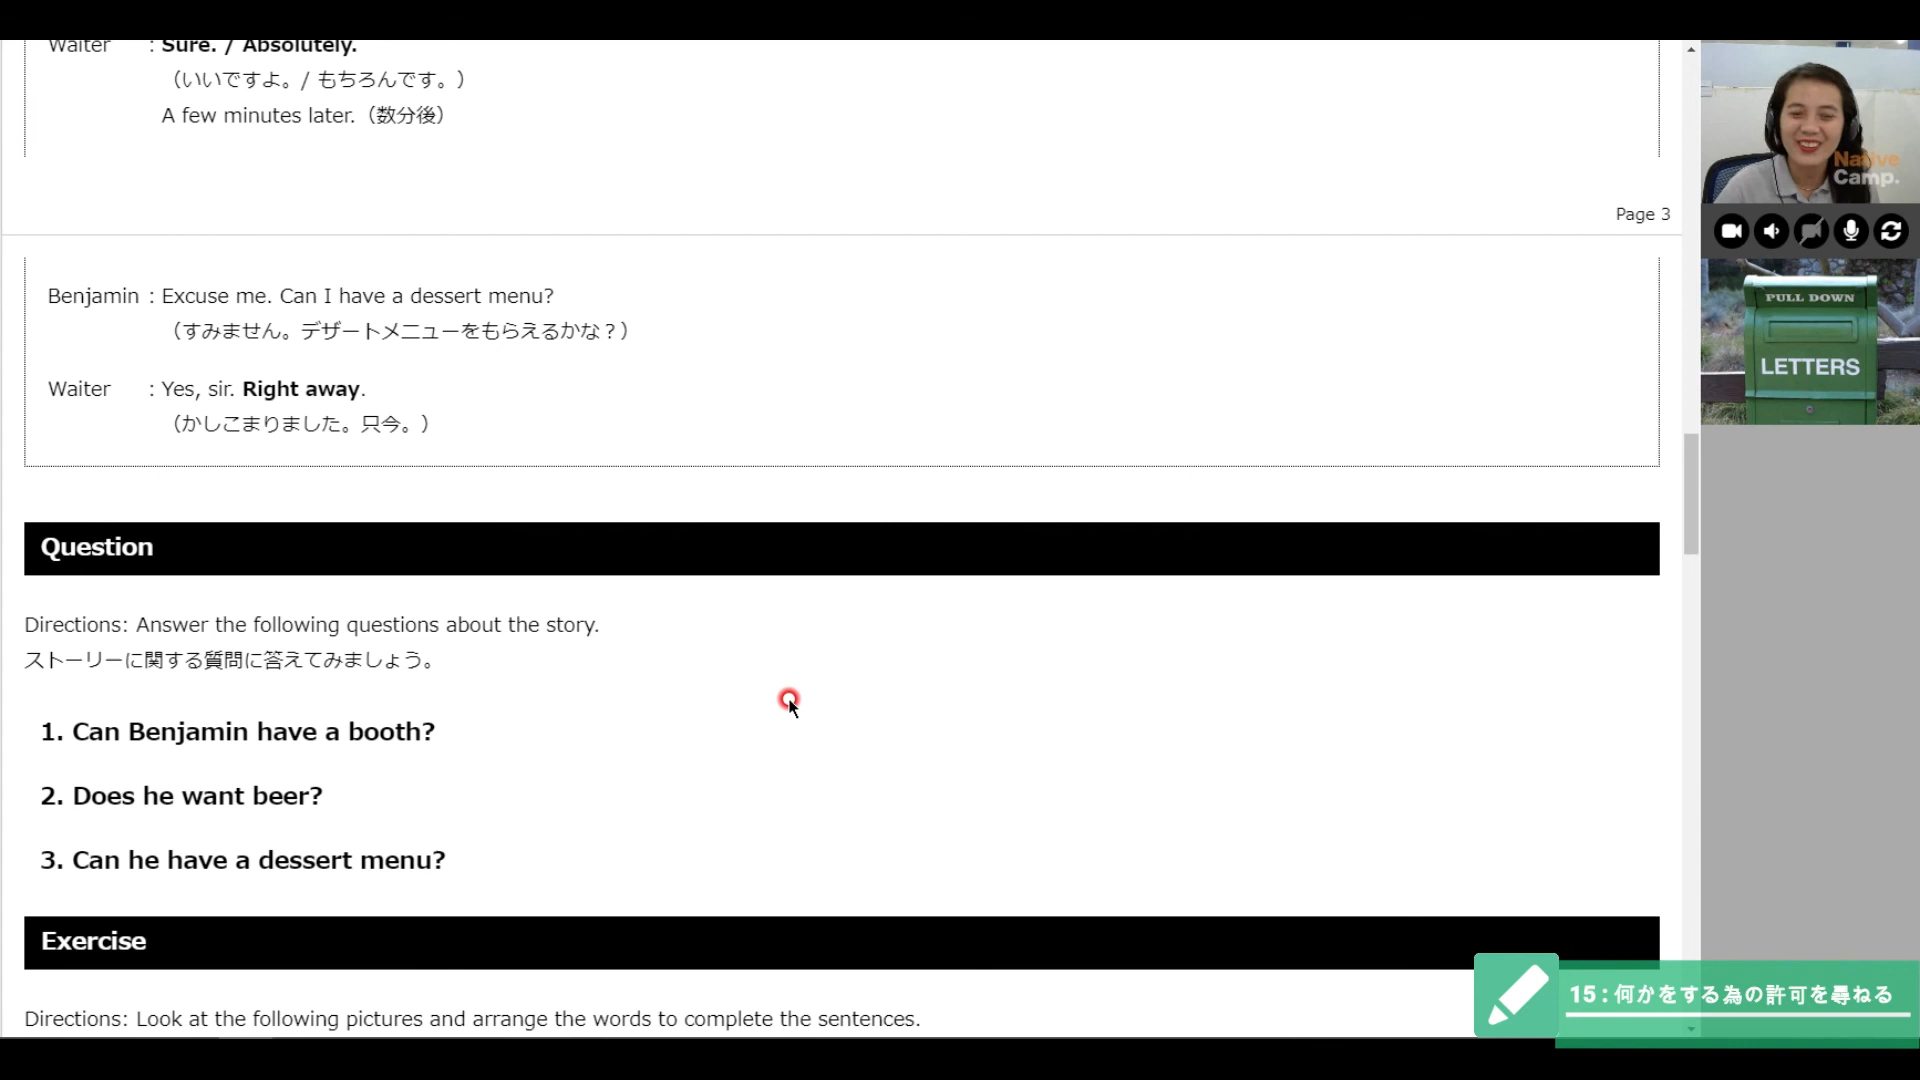 Waiter : Sure. / Absolutely.
（いいですよ。/ もちろんです。）
A few minutes later.（数分後）
Page 3
Benjamin : Excuse me. Can I have a dessert menu?
（すみません。デザートメニューをもらえるかな？）
Waiter : Yes, sir. Right away.
（かしこまりました。只今。）
Question
Directions: Answer the following questions about the story.
ストーリーに関する質問に答えてみましょう。
1. Can Benjamin have a booth?
2. Does he want beer?
3. Can he have a dessert menu?
Exercise
Directions: Look at the following pictures and arrange the words to complete the sentences.
Native
Camp.
PULL DOWN
LETTERS
15：何かをする為の許可を尋ねる